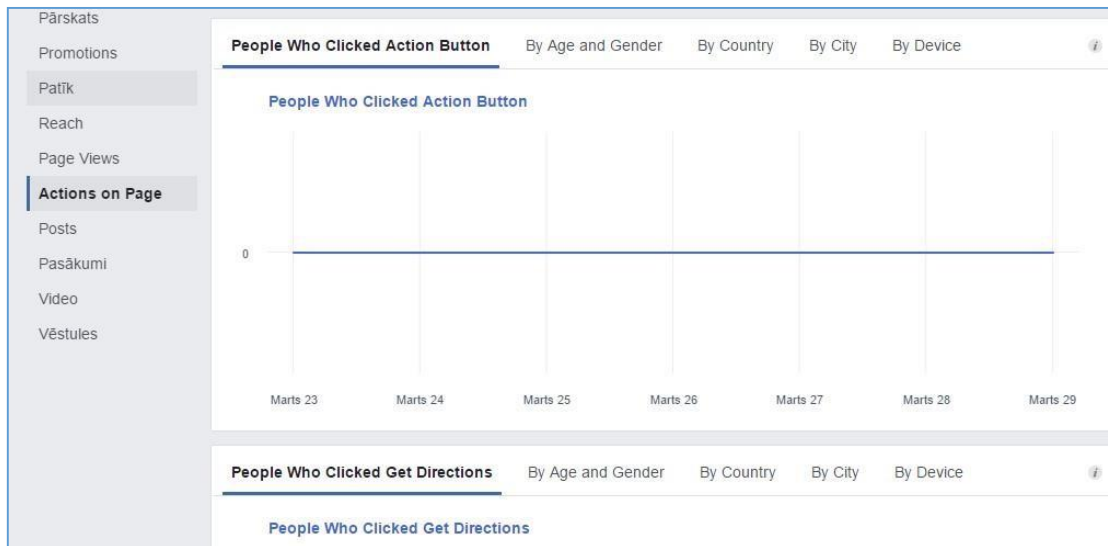 Pārskats
Promotions
Patīk
Reach
Page Views
Actions on Page
Posts
Pasākumi
Video
Vēstules
People Who Clicked Action Button By Age and Gender By Country By City By Device i
People Who Clicked Action Button
0
Marts 23 Marts 24 Marts 25 Marts 26 Marts 27 Marts 28 Marts 29
People Who Clicked Get Directions By Age and Gender By Country By City By Device i
People Who Clicked Get Directions